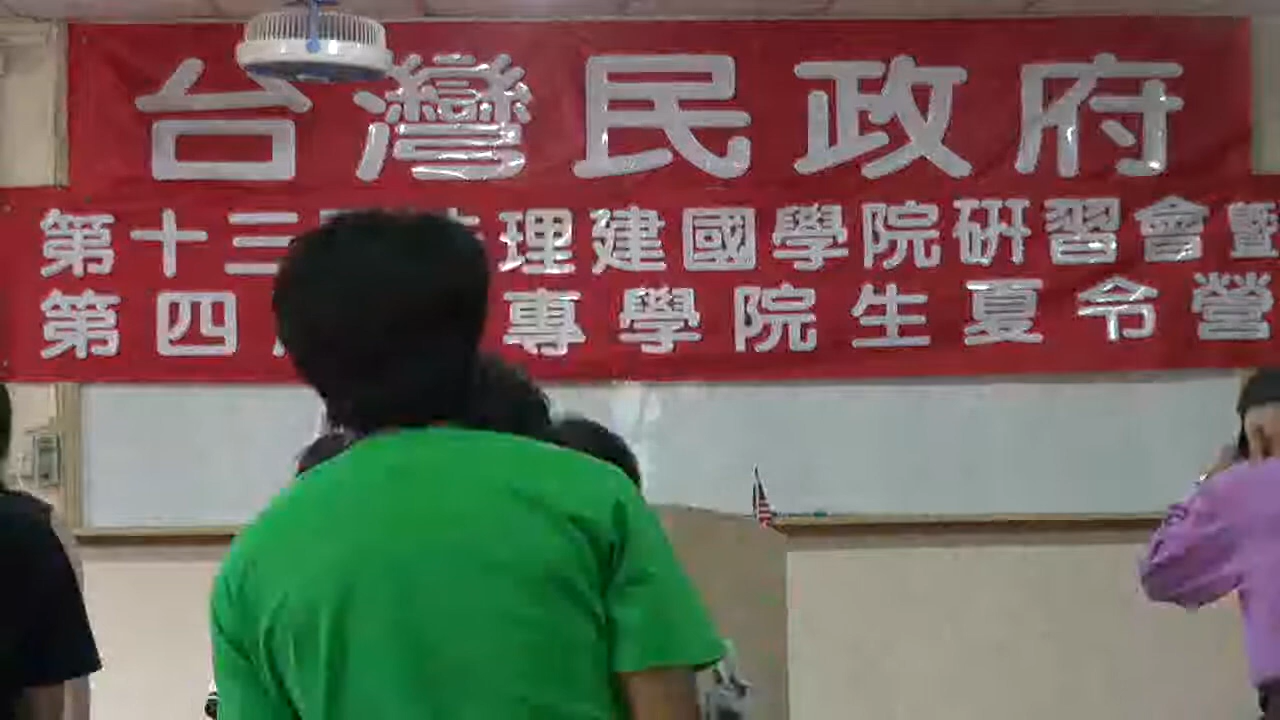 台灣民政府
第十三 理建國學院研習會暨
第四 專學院生夏令營